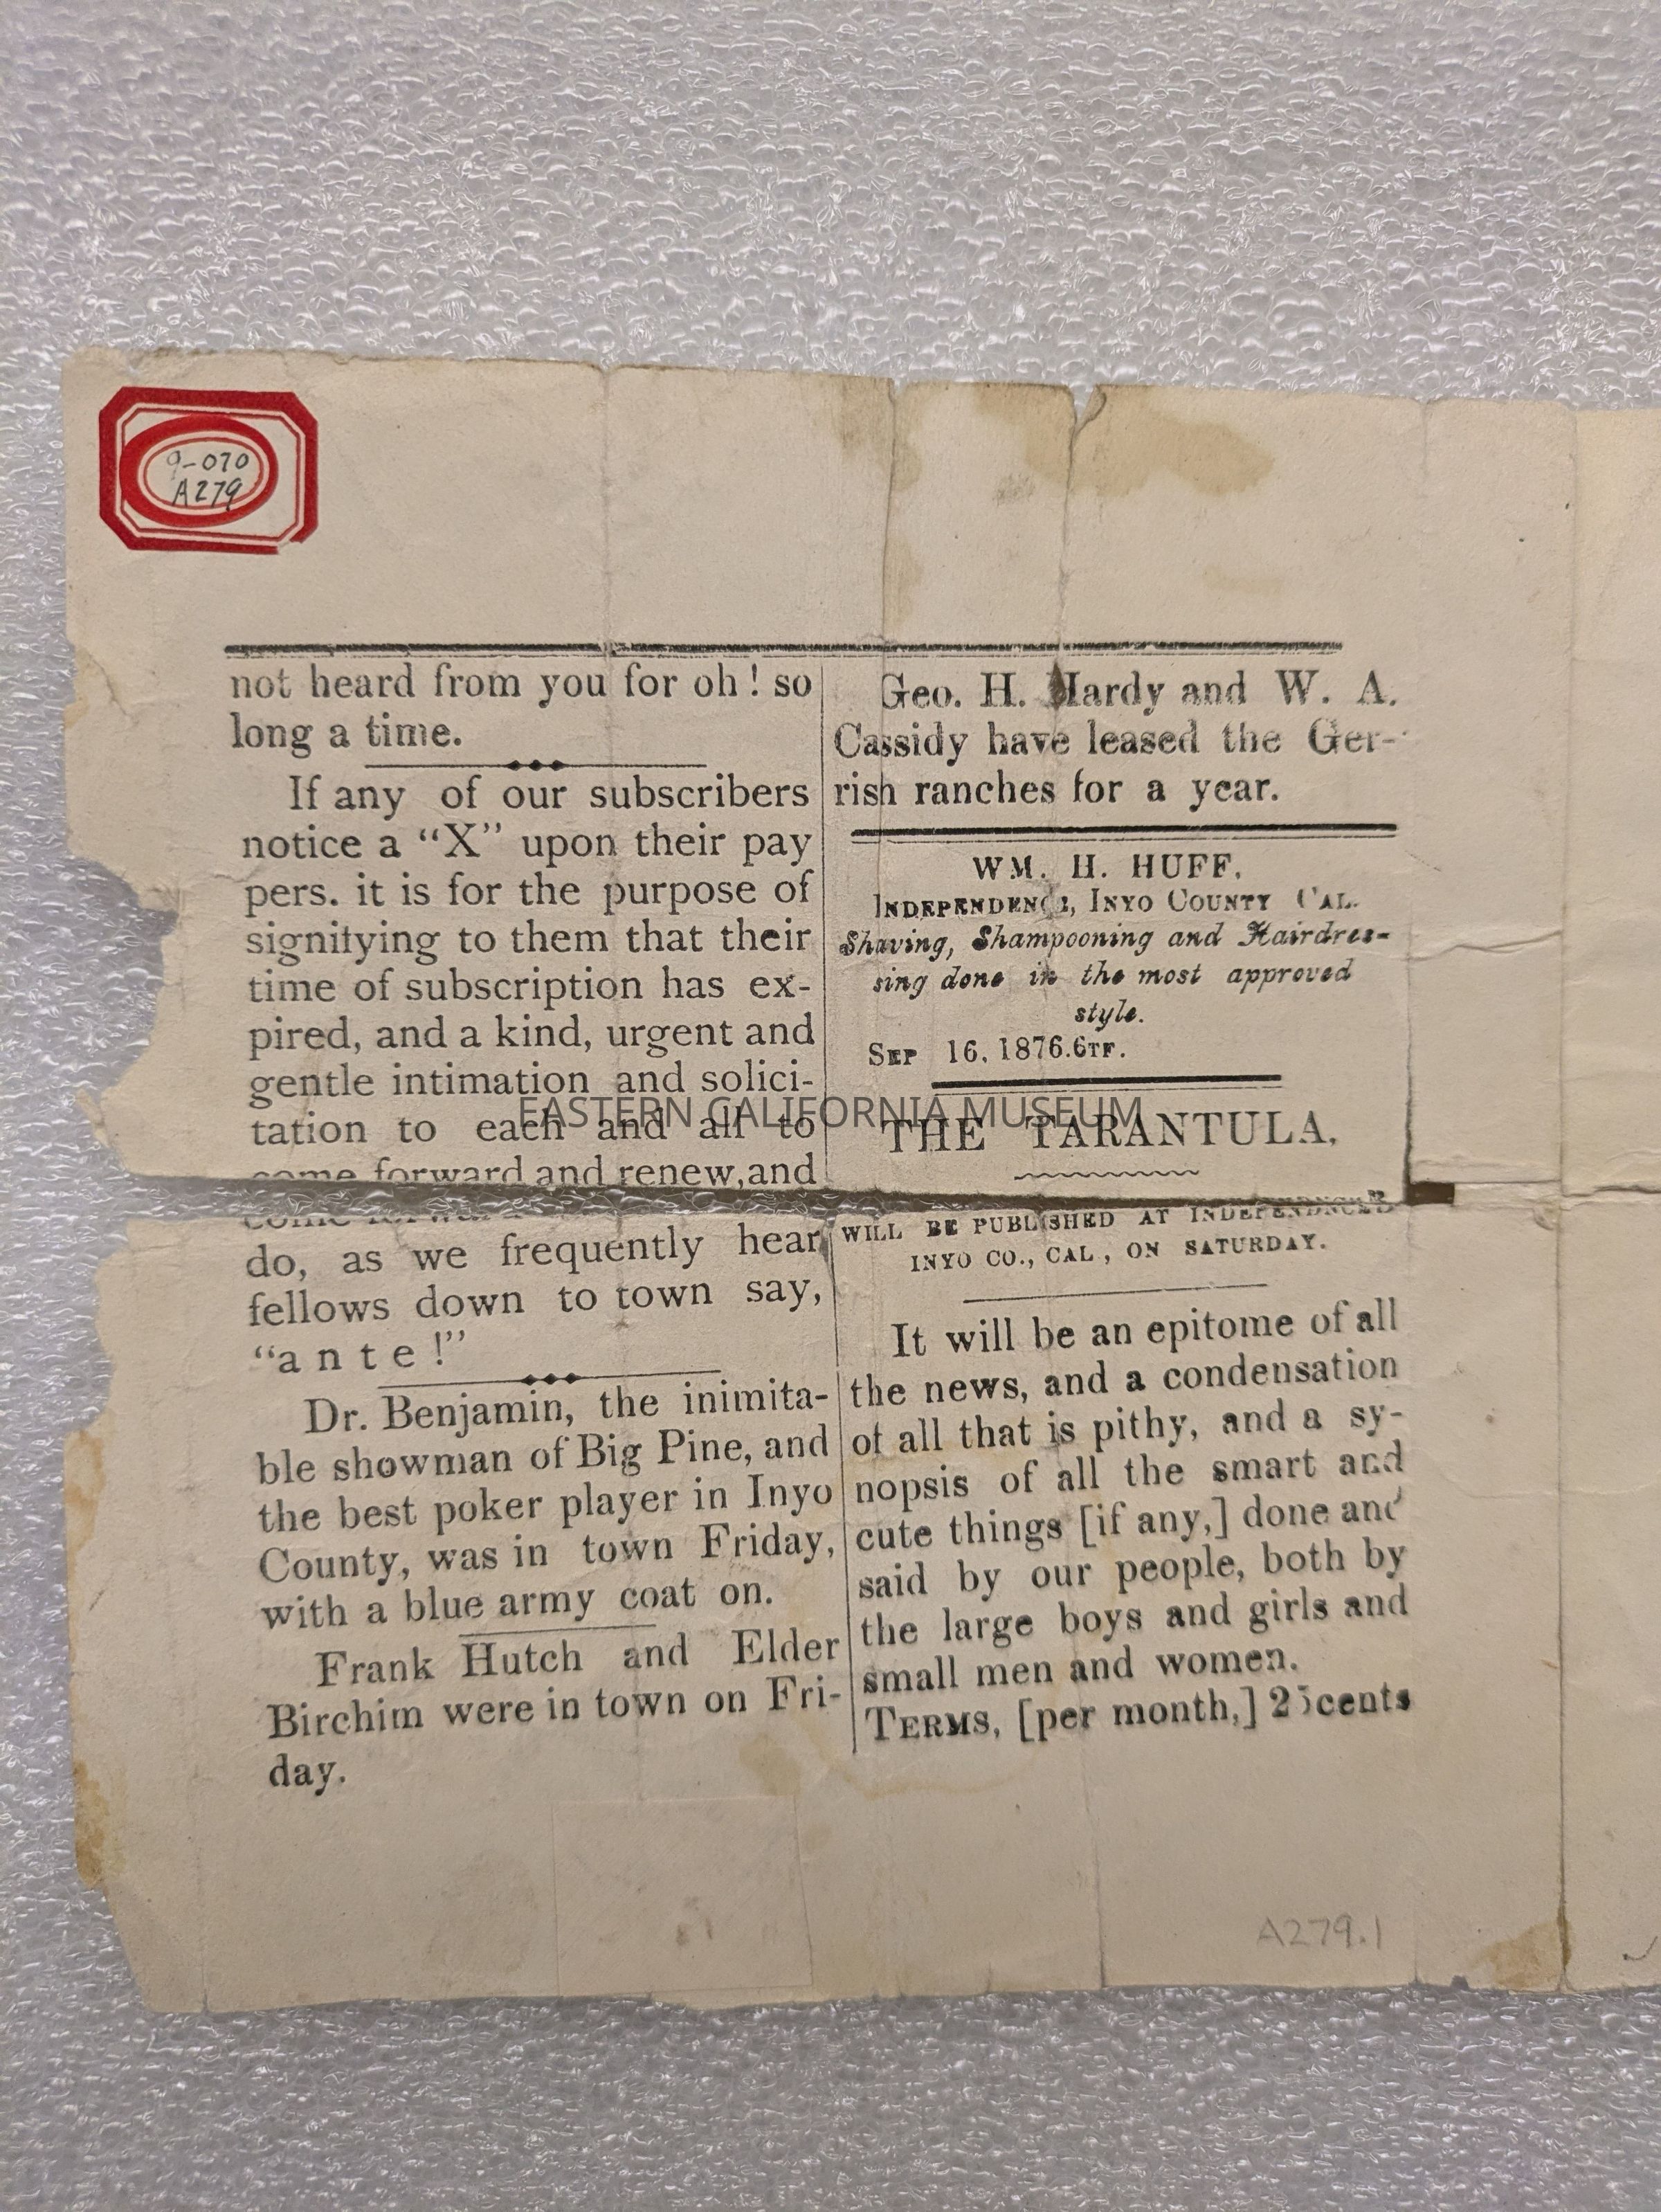 9-070
A279
not heard from you for oh! so
long a time.
If any of our subscribers
notice a “X” upon their pay
pers. it is for the purpose of
signifying to them that their
time of subscription has ex-
pired, and a kind, urgent and
gentle intimation and solici-
tation to each and all to
come forward and renew,and
do, as we frequently hear
fellows down to town say,
“a n t e !”
Dr. Benjamin, the inimita-
ble showman of Big Pine, and
the best poker player in Inyo
County, was in town Friday,
with a blue army coat on.
Frank Hutch and Elder
Birchim were in town on Fri-
day.
Geo. H. Hardy and W. A.
Cassidy have leased the Ger-
rish ranches for a year.
WM. H. HUFF,
INDEPENDENCE, INYO COUNTY CAL.
Shaving, Shampooning and Hairdres-
sing done in the most approved
style.
SEP 16, 1876.6TF.
THE TARANTULA,
WILL BE PUBLISHED AT INDEPENDNCE
INYO CO., CAL, ON SATURDAY.
It will be an epitome of all
the news, and a condensation
of all that is pithy, and a sy-
nopsis of all the smart and
cute things [if any,] done and
said by our people, both by
the large boys and girls and
small men and women.
TERMS, [per month,] 25cents
A279.1
EASTERN CALIFORNIA MUSEUM